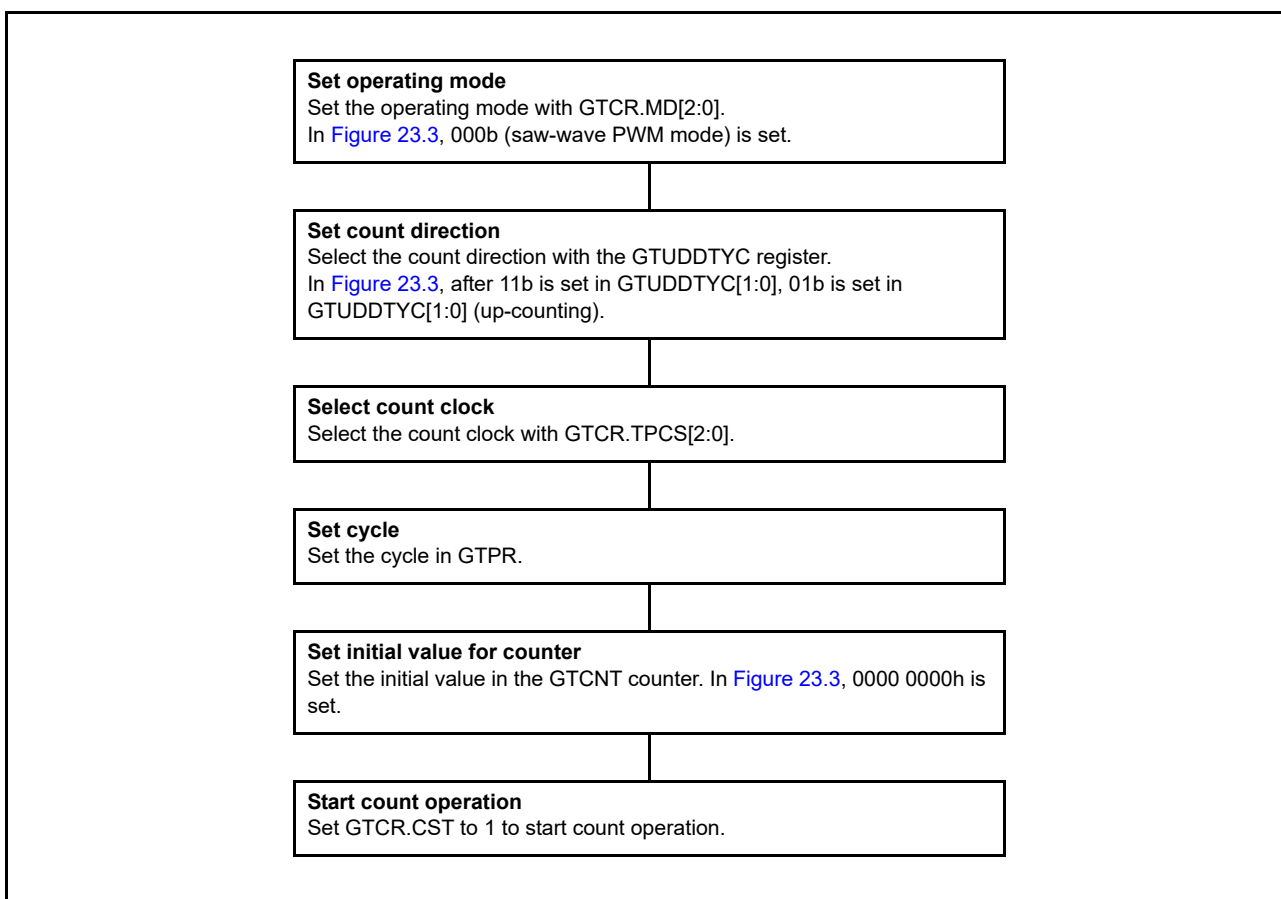 Set operating mode
Set the operating mode with GTCR.MD[2:0].
In Figure 23.3, 000b (saw-wave PWM mode) is set.
Set count direction
Select the count direction with the GTUDDTYC register.
In Figure 23.3, after 11b is set in GTUDDTYC[1:0], 01b is set in
GTUDDTYC[1:0] (up-counting).
Select count clock
Select the count clock with GTCR.TPCS[2:0].
Set cycle
Set the cycle in GTPR.
Set initial value for counter
Set the initial value in the GTCNT counter. In Figure 23.3, 0000 0000h is
set.
Start count operation
Set GTCR.CST to 1 to start count operation.